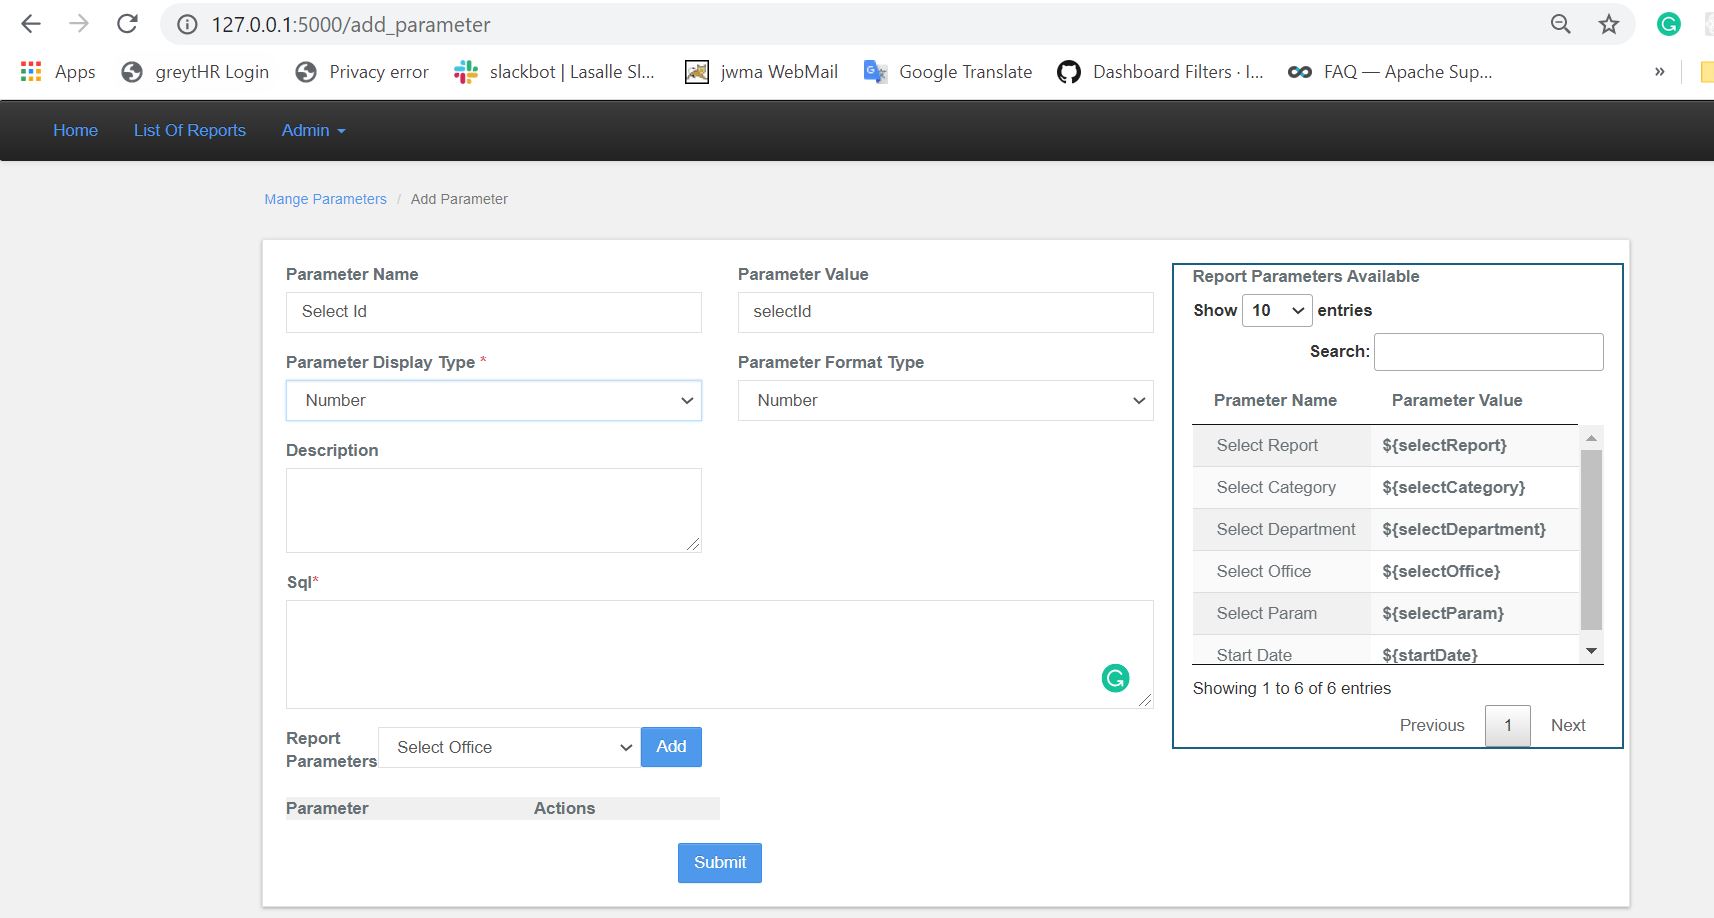 127.0.0.1:5000/add_parameter
Apps greytHR Login Privacy error slackbot | Lasalle Sl... jwma WebMail Google Translate Dashboard Filters · I... FAQ — Apache Sup... »
Home List Of Reports Admin
Mange Parameters / Add Parameter
Parameter Name
Select Id
Parameter Value
selectId
Parameter Display Type *
Number
Parameter Format Type
Number
Description
Sql*
Report Parameters
Select Office
Add
Parameter Actions
Submit
Report Parameters Available
Show 10 entries
Search:
Prameter Name Parameter Value
Select Report ${selectReport}
Select Category ${selectCategory}
Select Department ${selectDepartment}
Select Office ${selectOffice}
Select Param ${selectParam}
Start Date ${startDate}
Showing 1 to 6 of 6 entries
Previous 1 Next